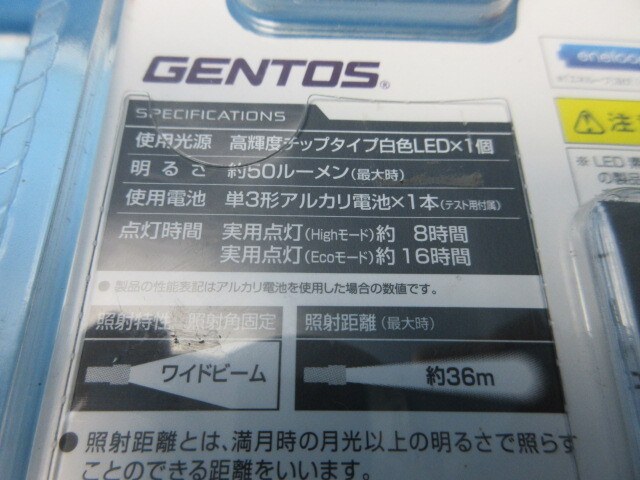 GENTOS®
SPECIFICATIONS
使用光源 高輝度チップタイプ白色LED×1個
明るさ 約50ルーメン(最大時)
使用電池 単3形アルカリ電池×1本(テスト用付属)
点灯時間 実用点灯(Highモード)約 8時間
実用点灯(Ecoモード)約 16時間
● 製品の性能表記はアルカリ電池を使用した場合の数値です。
照射特性 照射角固定
ワイドビーム
照射距離(最大時)
約36m
● 照射距離とは、満月時の月光以上の明るさで照らす
ことのできる距離をいいます。
eneloop
注
※ LED
の製品